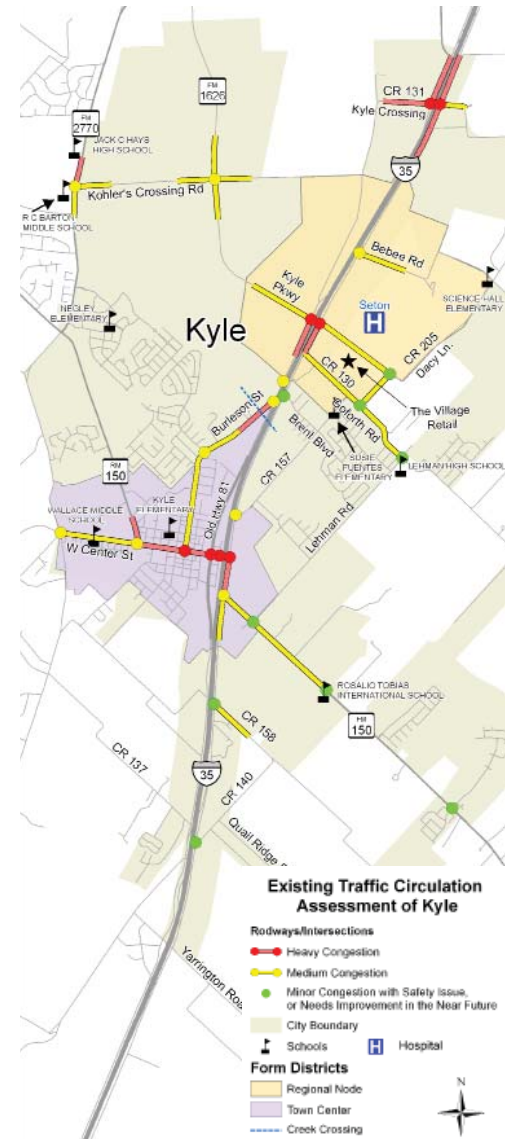 CR 131
Kyle Crossing
FM
1626
FM
2770
JACK C HAYS
HIGH SCHOOL
35
Kohler's Crossing Rd
R C BARTON
MIDDLE SCHOOL
Bebee Rd
Kyle
Pkwy
Seton
H
SCIENCE HALL
ELEMENTARY
NEGLEY
ELEMENTARY
Kyle
CR 205
Dacy Ln.
CR 130
The Village
Retail
Burleson St
Goforth Rd
Brent Blvd
SUSIE
FUENTES
ELEMENTARY
LEHMAN HIGH SCHOOL
RM
150
CR 157
Old Hwy 81
Lehman Rd
WALLACE MIDDLE
SCHOOL
KYLE
ELEMENTARY
W Center St
ROSALIO TOBIAS
INTERNATIONAL SCHOOL
FM
150
CR 158
CR 137
35
CR 140
Quail Ridge
Yarrington Road
Existing Traffic Circulation
Assessment of Kyle
Rodways/Intersections
Heavy Congestion
Medium Congestion
Minor Congestion with Safety Issue,
or Needs Improvement in the Near Future
City Boundary
Schools H Hospital
Form Districts
Regional Node
Town Center
Creek Crossing
N